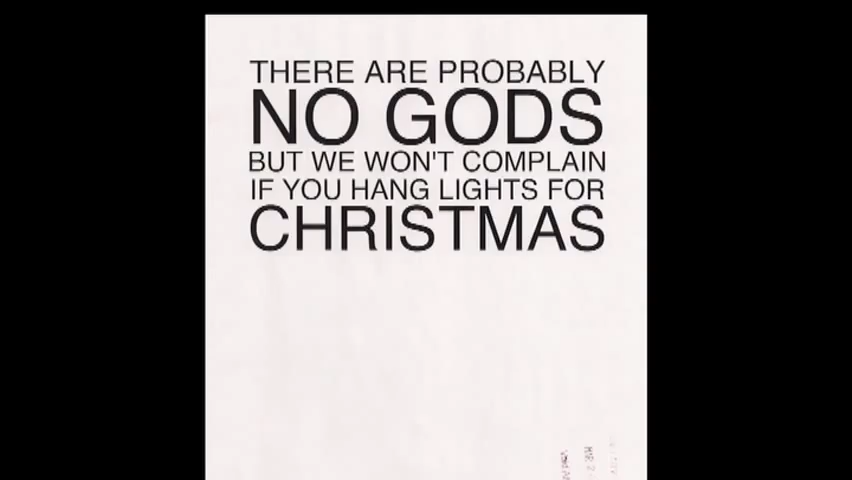 THERE ARE PROBABLY
NO GODS
BUT WE WON'T COMPLAIN
IF YOU HANG LIGHTS FOR
CHRISTMAS